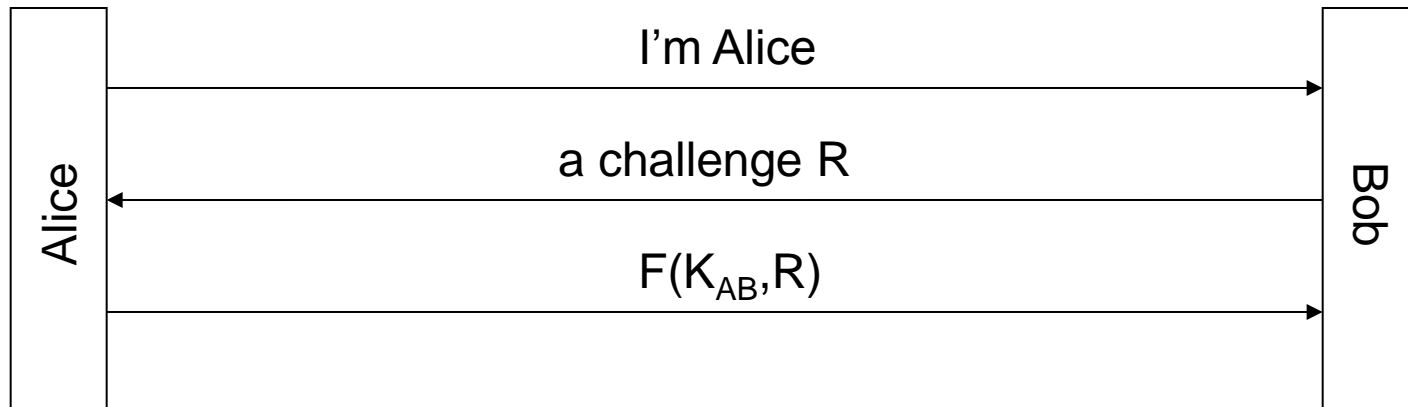 I’m Alice
a challenge R
Alice
Bob
F(K_AB,R)